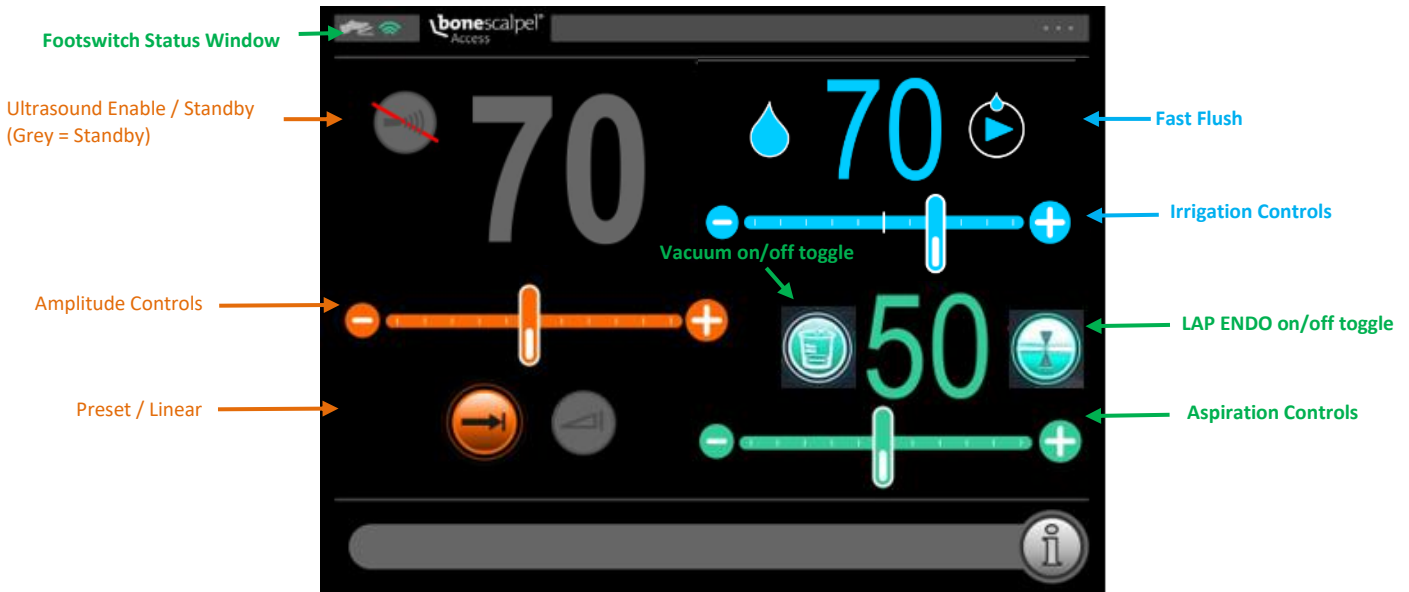 Footswitch Status Window
bonescalpel®
Access
Ultrasound Enable / Standby
(Grey = Standby)
70
70
Fast Flush
Irrigation Controls
Vacuum on/off toggle
Amplitude Controls
50
LAP ENDO on/off toggle
Preset / Linear
Aspiration Controls
i